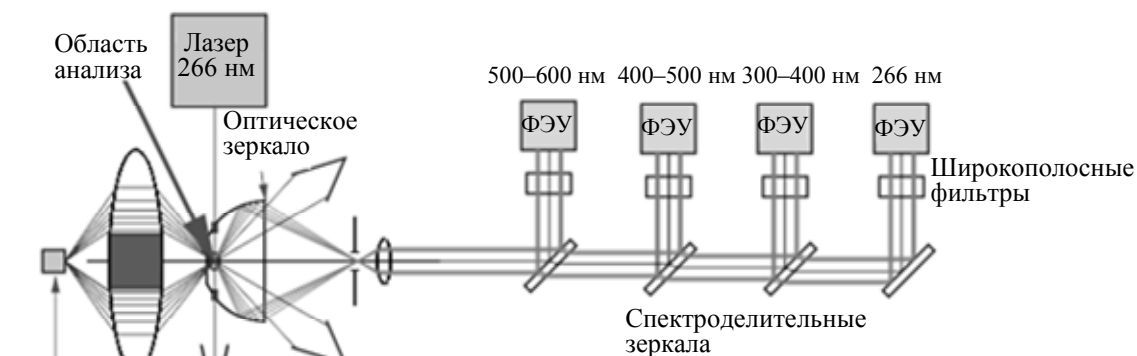 Область
анализа
Лазер
266 нм
Оптическое
зеркало
500–600 нм
400–500 нм
300–400 нм
266 нм
ФЭУ
ФЭУ
ФЭУ
ФЭУ
Широкополосные
фильтры
Спектроделительные
зеркала